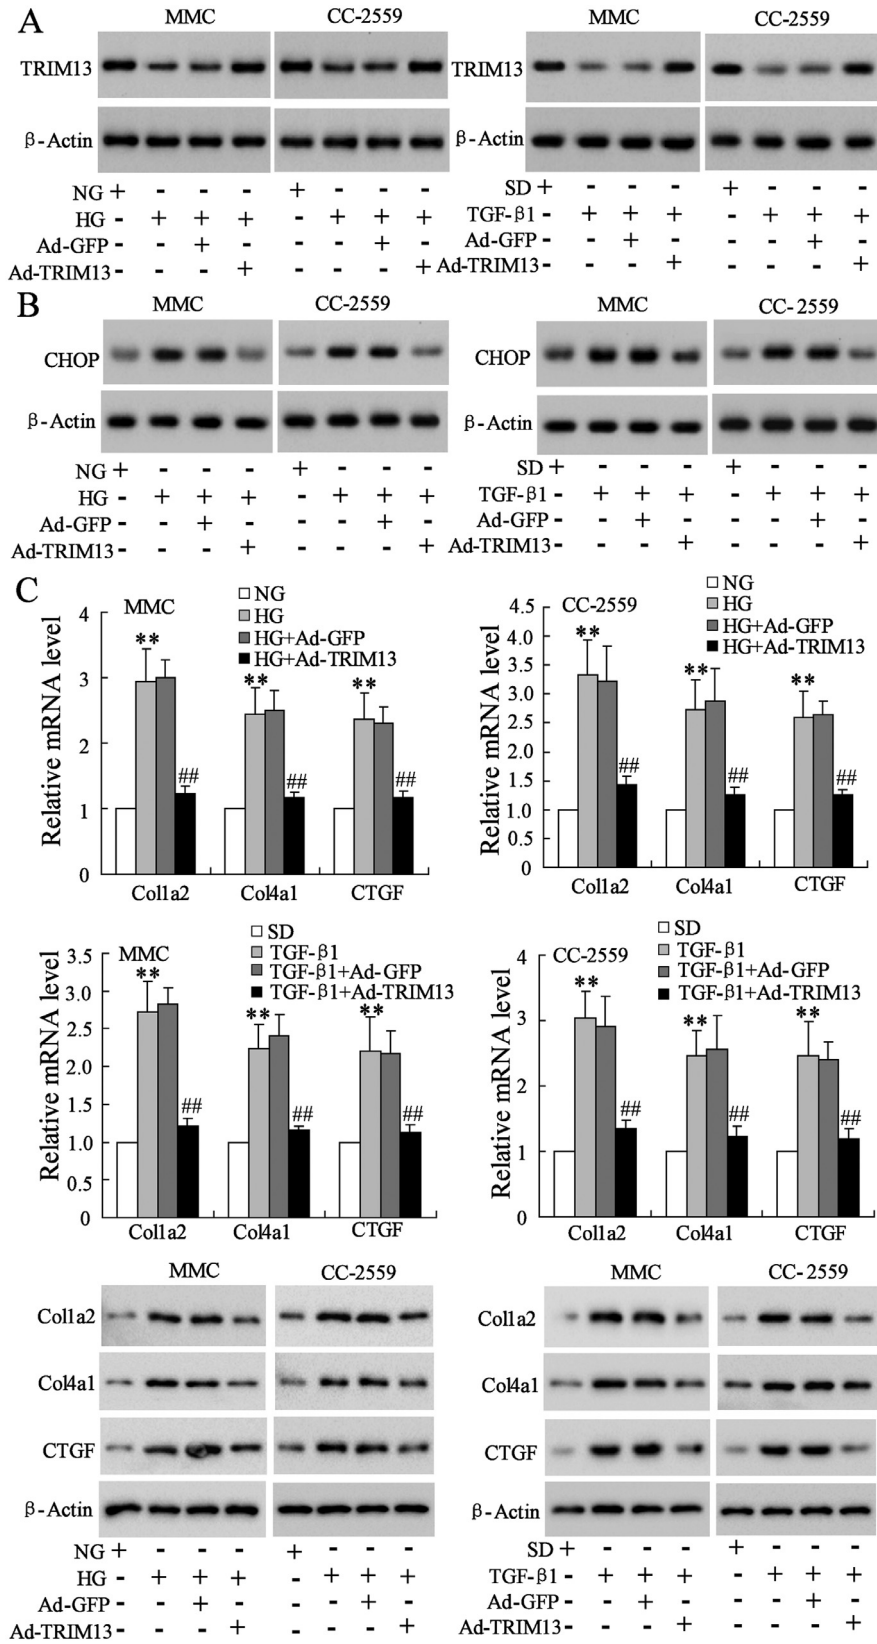 A
MMC CC-2559
TRIM13
β-Actin
NG + - - - + - - -
HG - + + + - + + +
Ad-GFP - - + - - - + -
Ad-TRIM13 - - - + - - - +
MMC CC-2559
TRIM13
β-Actin
SD + - - - + - - -
TGF-β1 - + + + - + + +
Ad-GFP - - + - - - + -
Ad-TRIM13 - - - + - - - +
B
MMC CC-2559
CHOP
β-Actin
NG + - - - + - - -
HG - + + + - + + +
Ad-GFP - - + - - - + -
Ad-TRIM13 - - - + - - - +
MMC CC-2559
CHOP
β-Actin
SD + - - - + - - -
TGF-β1 - + + + - + + +
Ad-GFP - - + - - - + -
Ad-TRIM13 - - - + - - - +
C
MMC
NG
HG
HG+Ad-GFP
HG+Ad-TRIM13
Relative mRNA level
4
3
2
1
0
** ** **
## ## ##
Col1a2 Col4a1 CTGF
CC-2559
NG
HG
HG+Ad-GFP
HG+Ad-TRIM13
Relative mRNA level
4.5
4.0
3.5
3.0
2.5
2.0
1.5
1.0
0.5
0
** ** **
## ## ##
Col1a2 Col4a1 CTGF
MMC
SD
TGF-β1
TGF-β1+Ad-GFP
TGF-β1+Ad-TRIM13
Relative mRNA level
3.5
3.0
2.5
2.0
1.5
1.0
0.5
0
** ** **
## ## ##
Col1a2 Col4a1 CTGF
CC-2559
SD
TGF-β1
TGF-β1+Ad-GFP
TGF-β1+Ad-TRIM13
Relative mRNA level
4
3
2
1
0
** ** **
## ## ##
Col1a2 Col4a1 CTGF
MMC CC-2559
Col1a2
Col4a1
CTGF
β-Actin
NG + - - - + - - -
HG - + + + - + + +
Ad-GFP - - + - - - + -
Ad-TRIM13 - - - + - - - +
MMC CC-2559
Col1a2
Col4a1
CTGF
β-Actin
SD + - - - + - - -
TGF-β1 - + + + - + + +
Ad-GFP - - + - - - + -
Ad-TRIM13 - - - + - - - +